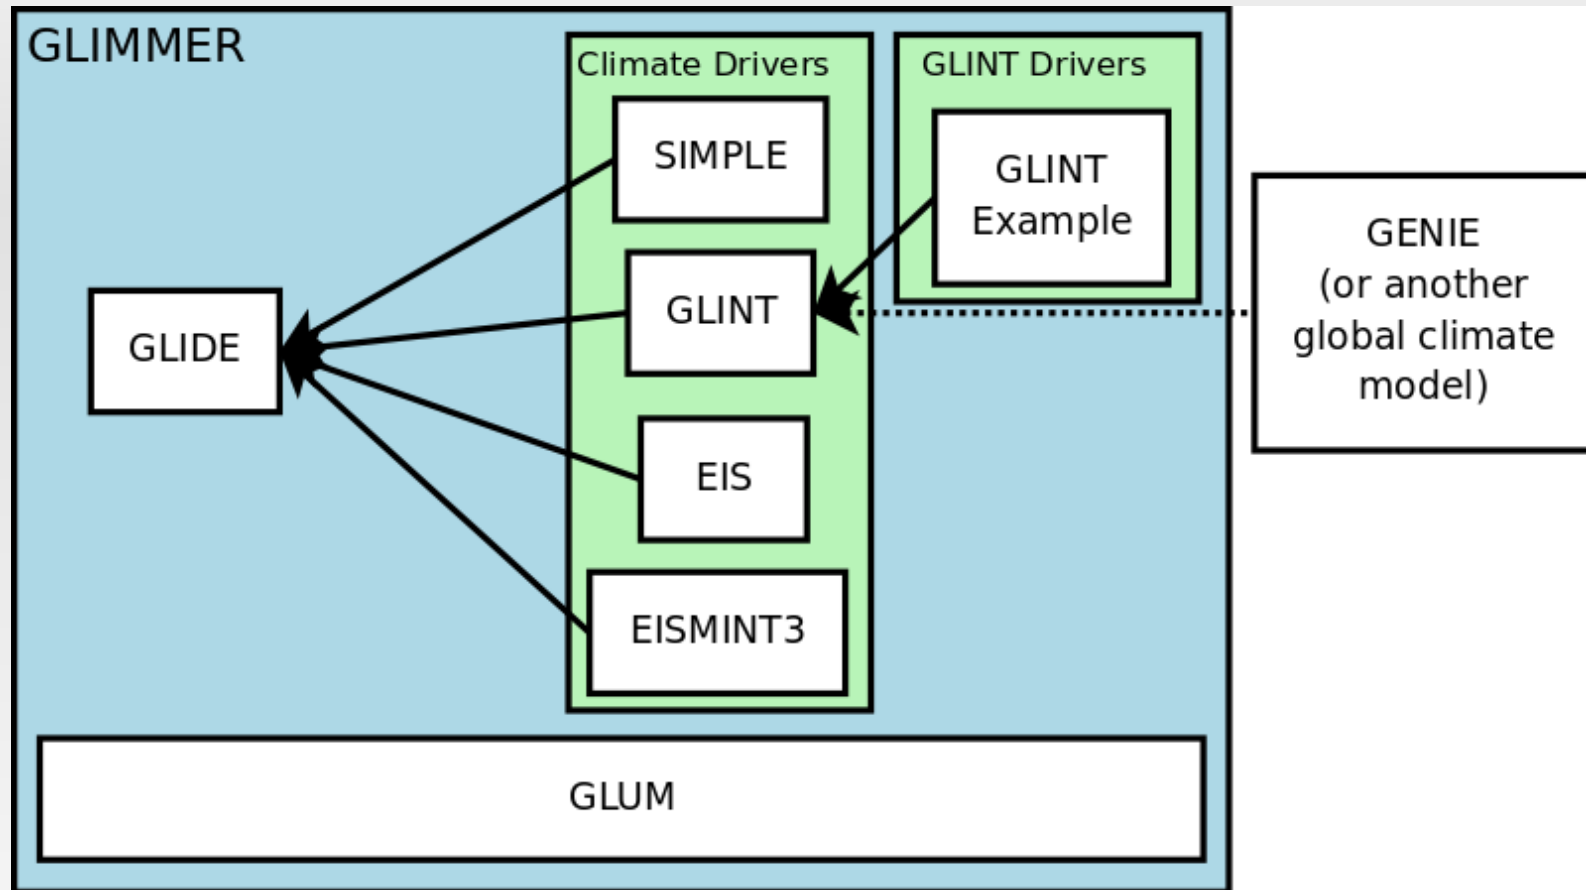 GLIMMER
Climate Drivers
GLINT Drivers
SIMPLE
GLINT
Example
GLINT
GENIE
(or another
global climate
model)
GLIDE
EIS
EISMINT3
GLUM